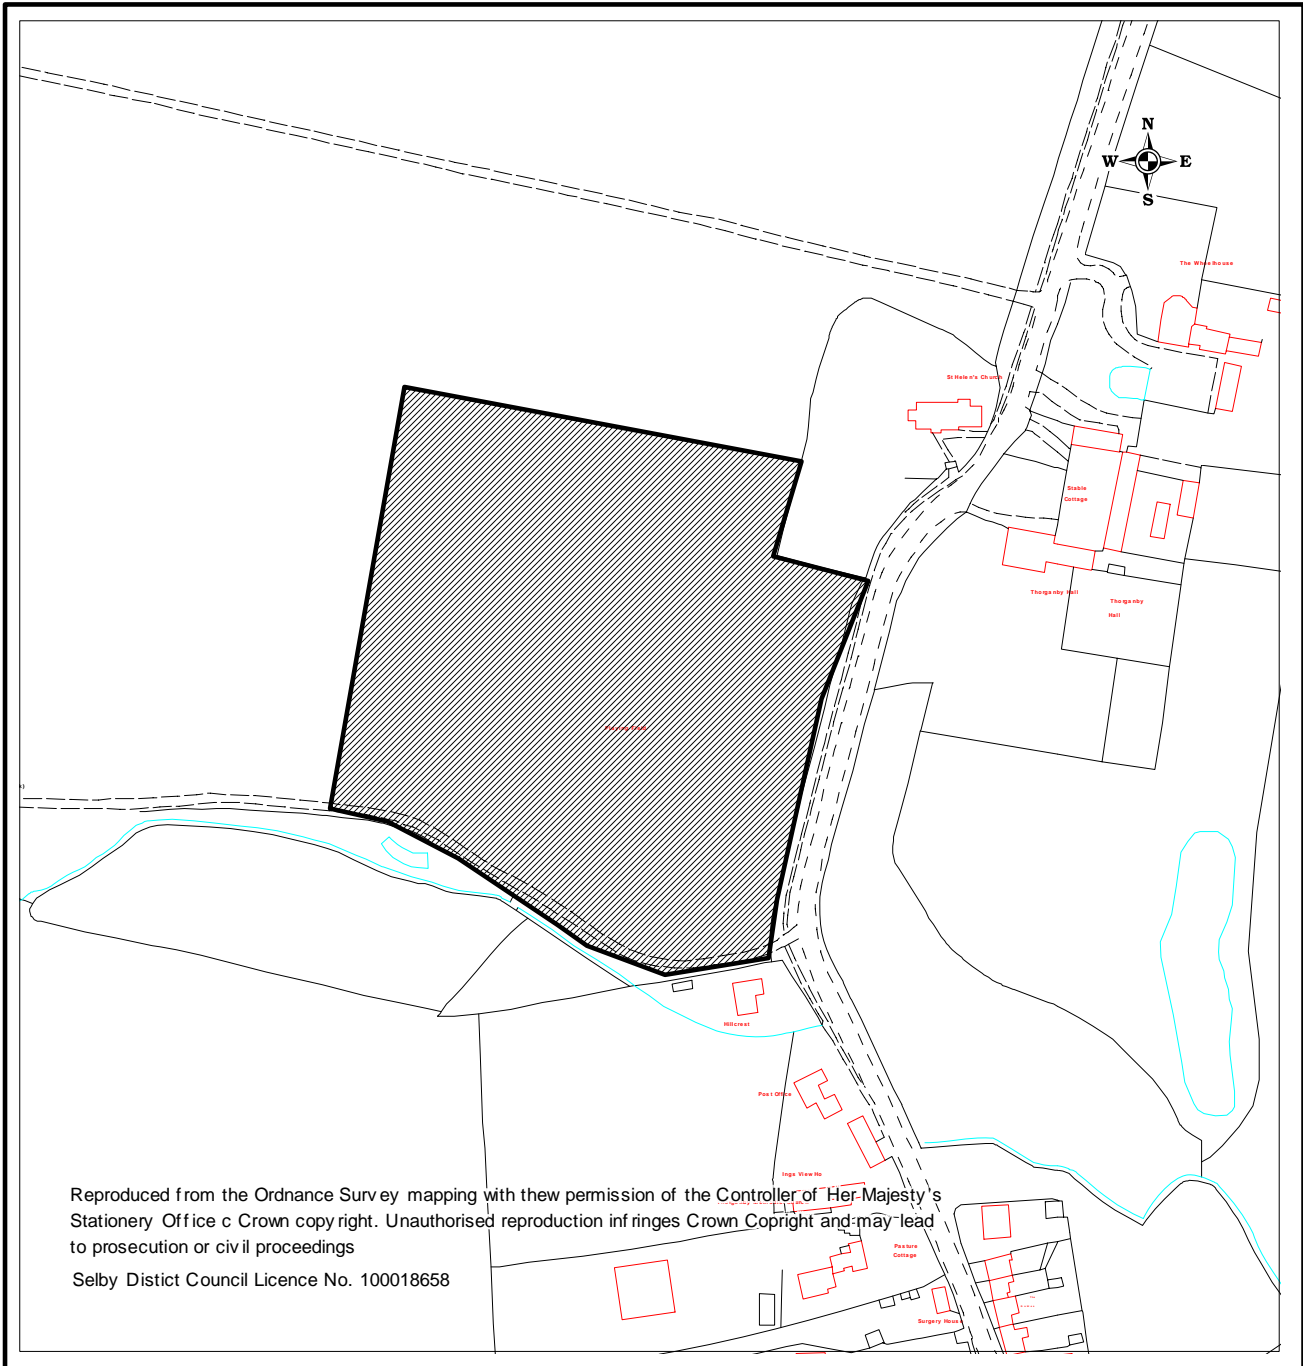 N
W E
S
The Wheelhouse
St Helen's Church
Stable
Cottage
Thorganby Hall
Thorganby
Hall
Playing Field
Hillcrest
Post Office
Ings View Ho
Reproduced from the Ordnance Survey mapping with thew permission of the Controller of Her Majesty's
Stationery Office c Crown copyright. Unauthorised reproduction infringes Crown Copright and may lead
to prosecution or civil proceedings
Pasture
Cottage
Selby Distict Council Licence No. 100018658
Surgery House